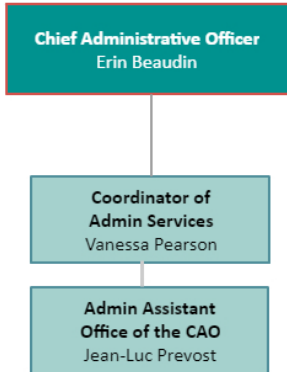 Chief Administrative Officer
Erin Beaudin
Coordinator of
Admin Services
Vanessa Pearson
Admin Assistant
Office of the CAO
Jean-Luc Prevost